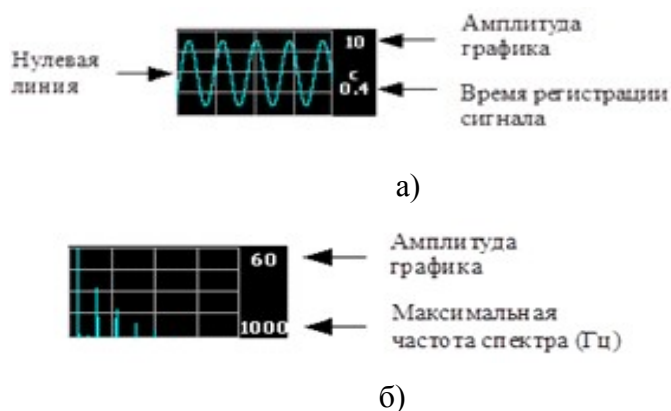 Нулевая
линия
10
с
0.4
Амплитуда
графика
Время регистрации
сигнала
а)
60
1000
Амплитуда
графика
Максимальная
частота спектра (Гц)
б)